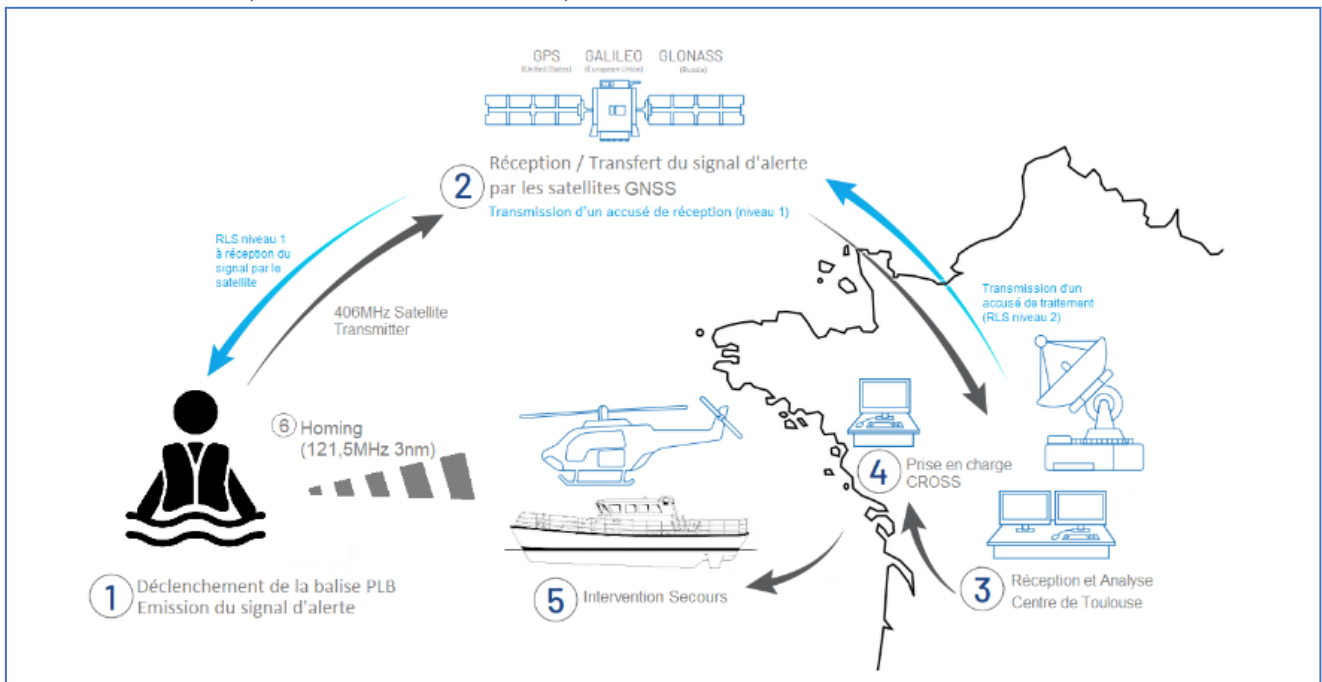 GPS GALILEO GLONASS
(United States) (European Union) (Russia)
2
Réception / Transfert du signal d'alerte
par les satellites GNSS
Transmission d'un accusé de réception (niveau 1)
RLS niveau 1
à réception du
signal par le
satellite
406MHz Satellite
Transmitter
Transmission d'un
accusé de traitement
(RLS niveau 2)
6 Homing
(121,5MHz 3nm)
4 Prise en charge
CROSS
1 Déclenchement de la balise PLB
Emission du signal d'alerte
5 Intervention Secours
3 Réception et Analyse
Centre de Toulouse